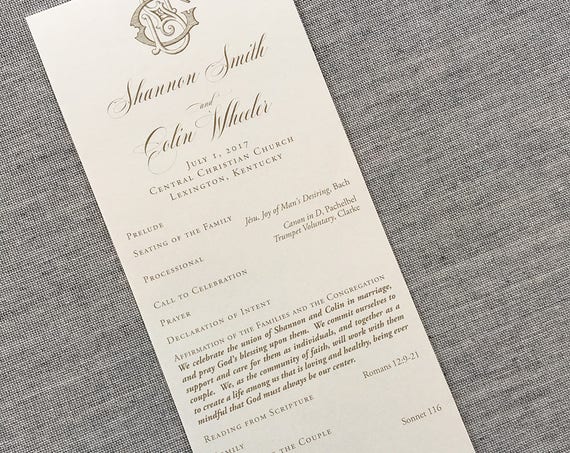 Shannon Smith
and
Colin Wheeler
July 1, 2017
Central Christian Church
Lexington, Kentucky
Prelude
Seating of the Family Jesu, Joy of Man's Desiring, Bach
Canon in D, Pachelbel
Processional Trumpet Voluntary, Clarke
Call to Celebration
Prayer
Declaration of Intent
Affirmation of the Families and the Congregation
We celebrate the union of Shannon and Colin in marriage,
and pray God's blessing upon them. We commit ourselves to
support and care for them as individuals, and together as a
couple. We, as the community of faith, will work with them
to create a life among us that is loving and healthy, being ever
mindful that God must always be our center.
Reading from Scripture Romans 12:9-21
Sonnet 116
the Couple